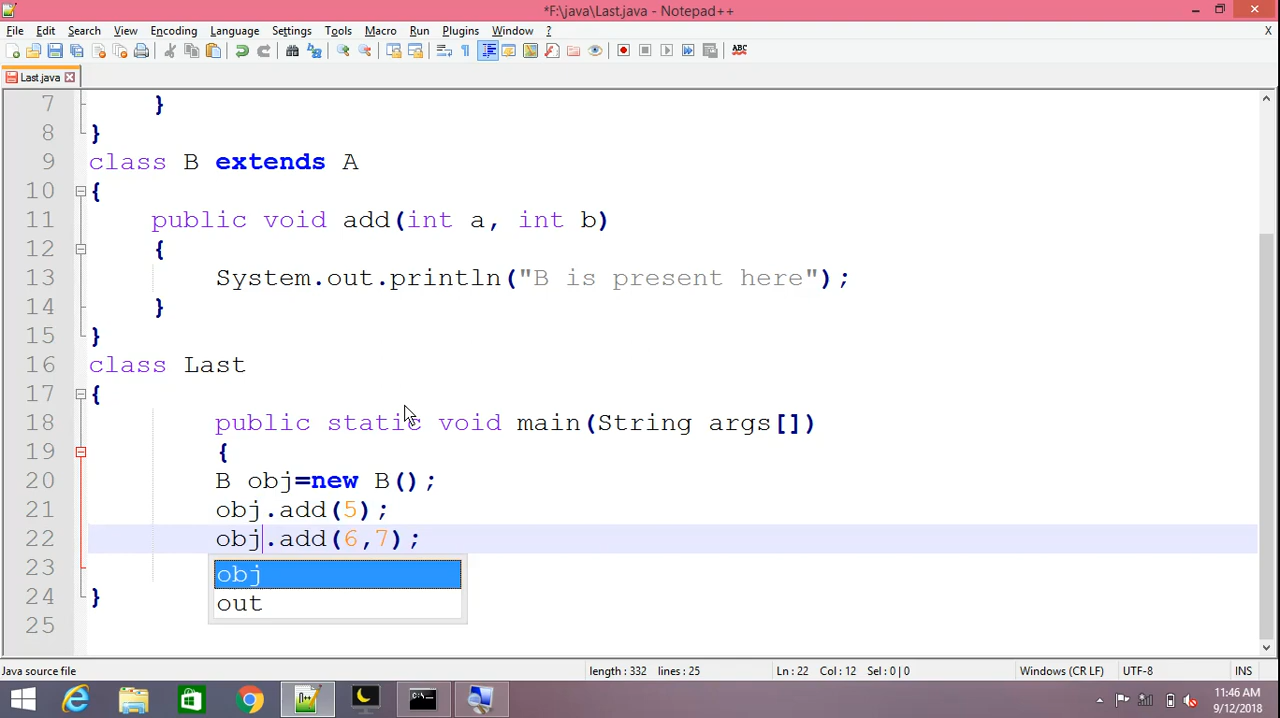 *F:\java\Last.java - Notepad++
File Edit Search View Encoding Language Settings Tools Macro Run Plugins Window ? X
ABC
Last.java
7 }
8 }
9 class B extends A
10 {
11 public void add(int a, int b)
12 {
13 System.out.println("B is present here");
14 }
15 }
16 class Last
17 {
18 public static void main(String args[])
19 {
20 B obj=new B();
21 obj.add(5);
22 obj.add(6,7);
23 obj
24 }
out
25
Java source file length : 332 lines : 25 Ln : 22 Col : 12 Sel : 0 | 0 Windows (CR LF) UTF-8 INS
11:46 AM
9/12/2018